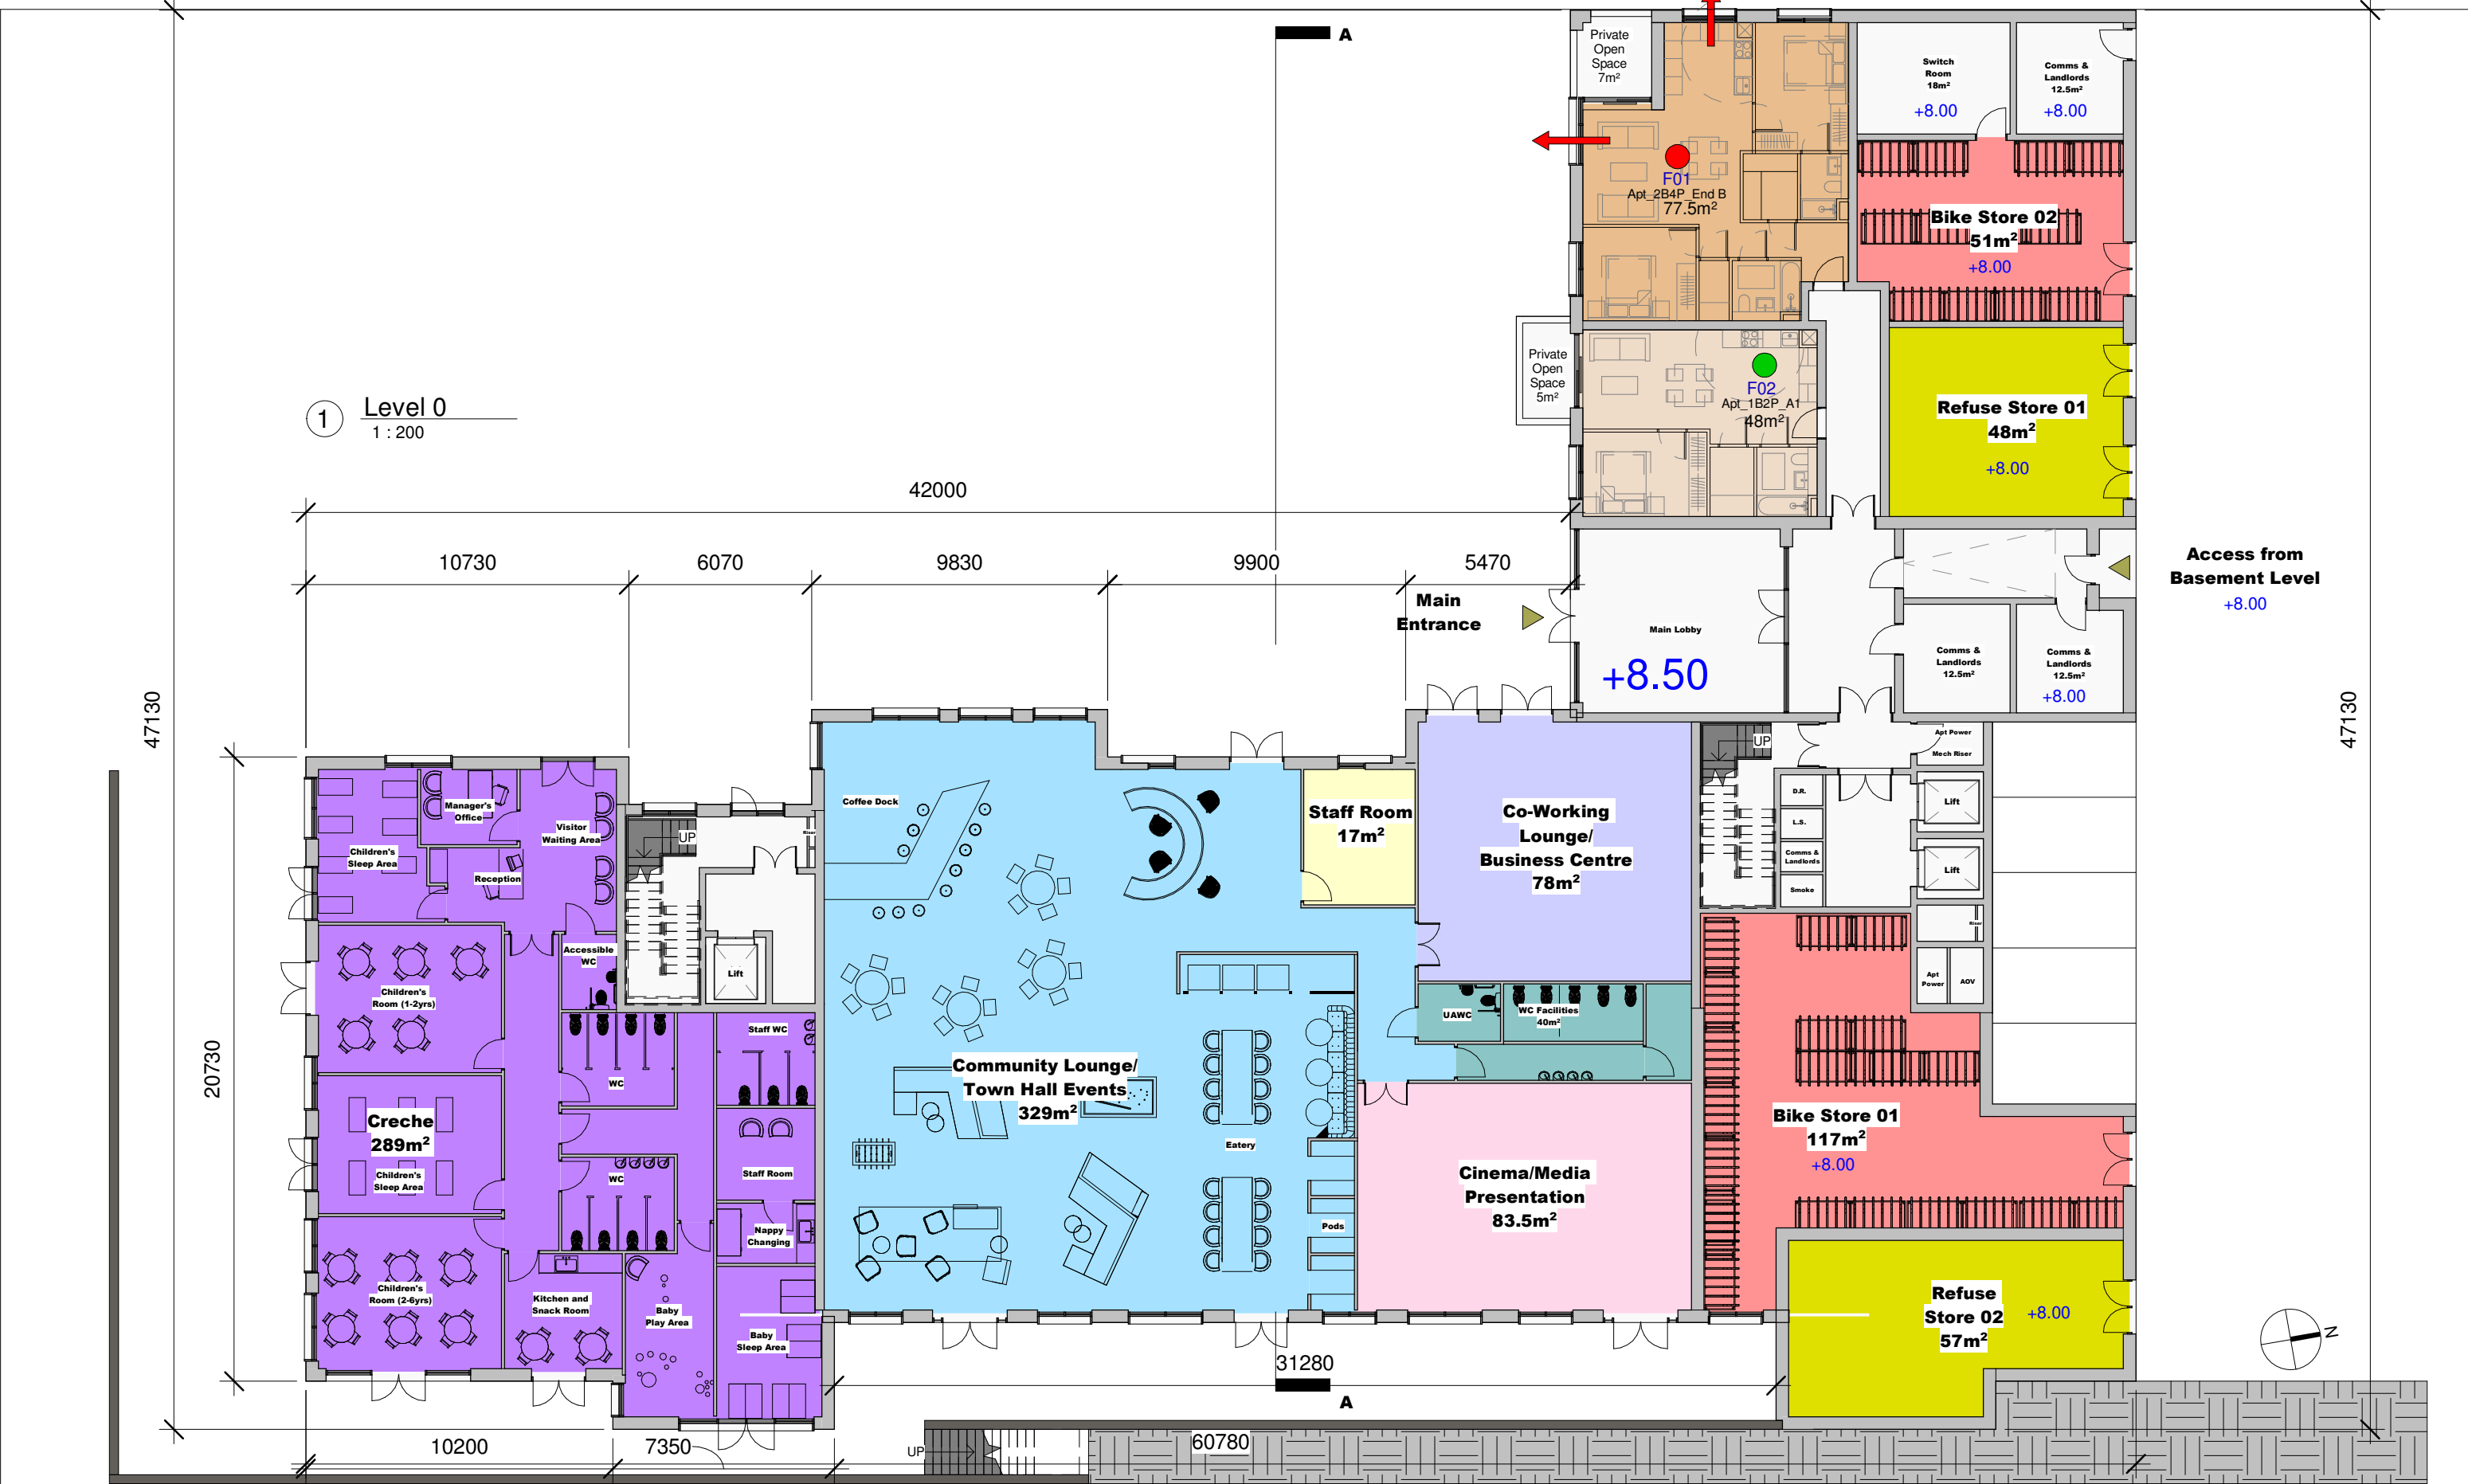 A
Private
Open
Space
7m²
Switch
Room
18m²
+8.00
Comms &
Landlords
12.5m²
+8.00
F01
Apt_2B4P_End B
77.5m²
Bike Store 02
51m²
+8.00
Private
Open
Space
5m²
F02
Apt_1B2P_A1
48m²
Refuse Store 01
48m²
+8.00
1
Level 0
1 : 200
42000
10730
6070
9830
9900
5470
Main
Entrance
Main Lobby
+8.50
Access from
Basement Level
+8.00
Comms &
Landlords
12.5m²
Comms &
Landlords
12.5m²
+8.00
47130
47130
20730
UP
Apt Power
Mech Riser
D.R.
L.S.
Comms &
Landlords
Smoke
Lift
Lift
Riser
Apt
Power
AOV
Manager's
Office
Visitor
Waiting Area
Children's
Sleep Area
Reception
UP
Riser
Lift
Accessible
WC
Children's
Room (1-2yrs)
Staff WC
WC
Creche
289m²
Children's
Sleep Area
WC
Staff Room
Nappy
Changing
Children's
Room (2-6yrs)
Kitchen and
Snack Room
Baby
Play Area
Baby
Sleep Area
Coffee Dock
Staff Room
17m²
Co-Working
Lounge/
Business Centre
78m²
UAWC
WC Facilities
40m²
Community Lounge/
Town Hall Events
329m²
Eatery
Pods
Cinema/Media
Presentation
83.5m²
Bike Store 01
117m²
+8.00
Refuse
Store 02
57m²
+8.00
N
31280
A
10200
7350
UP
60780